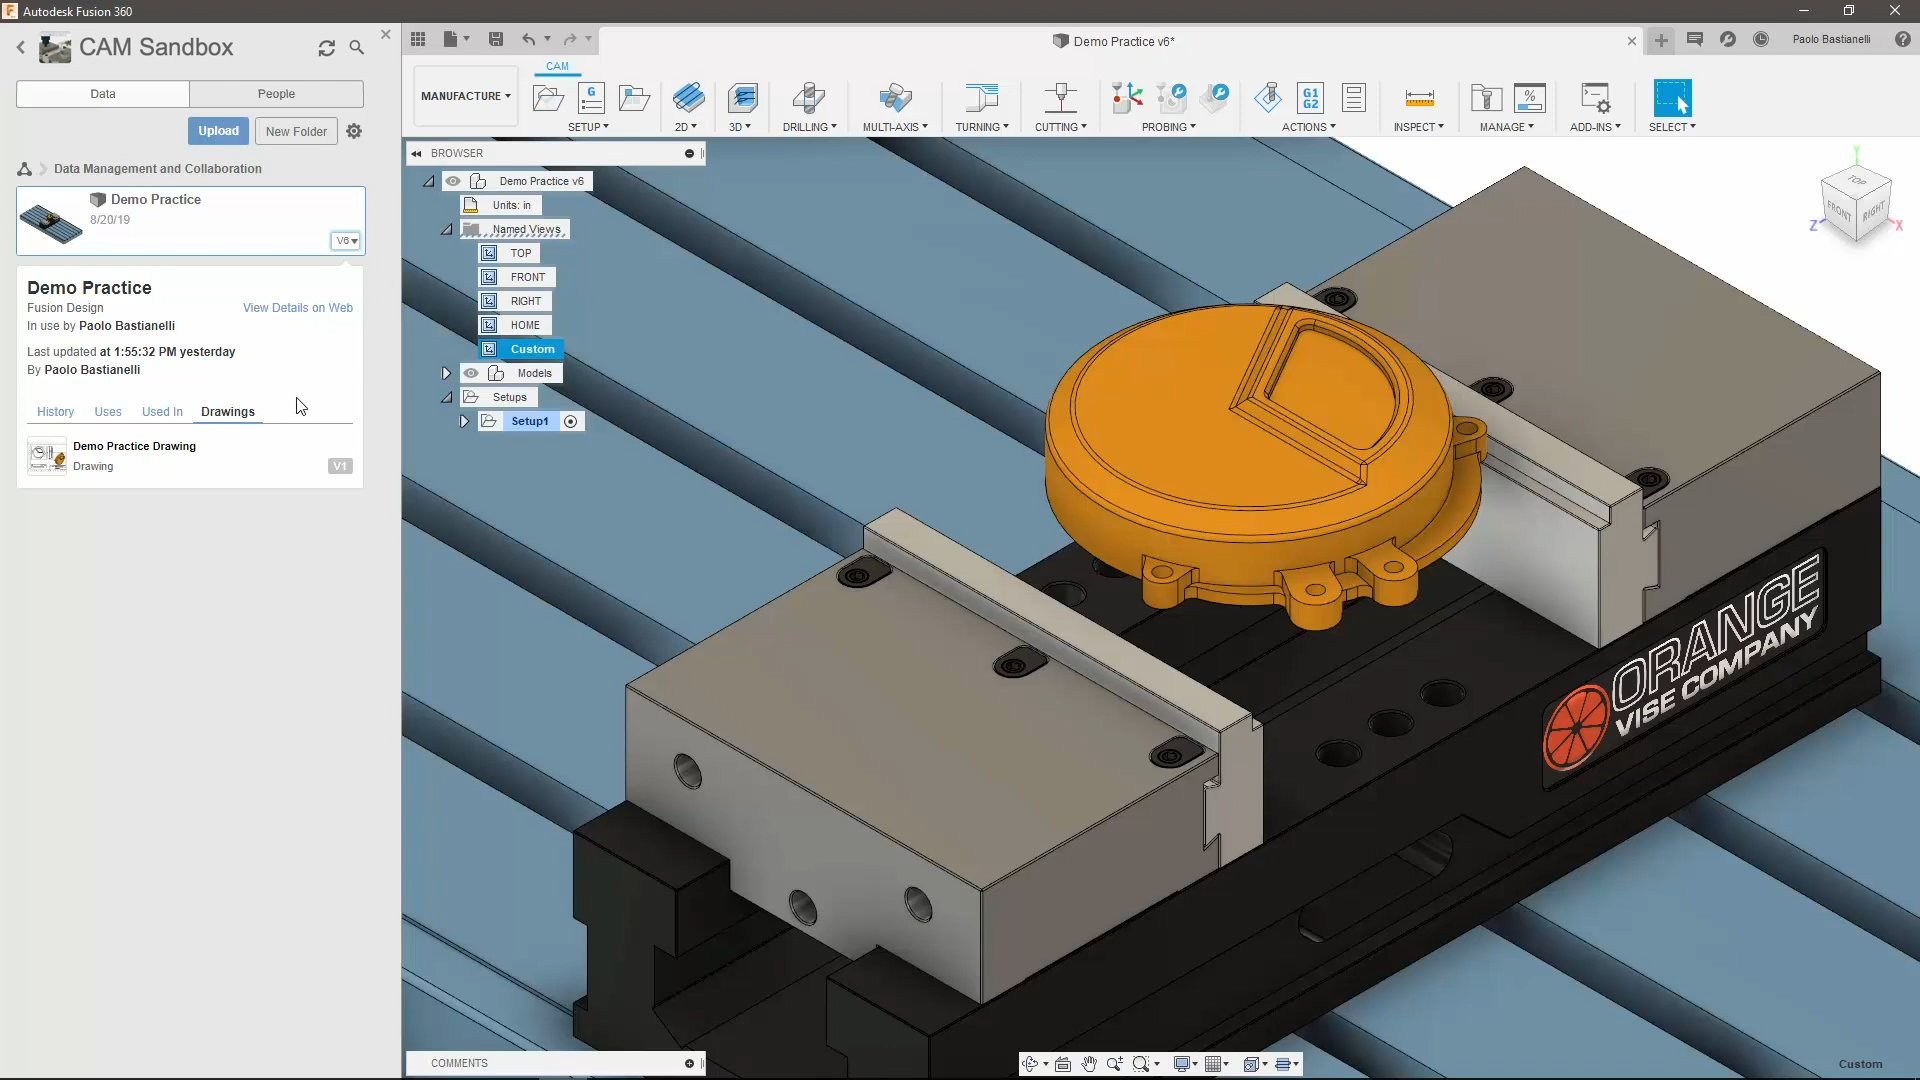 Autodesk Fusion 360
CAM Sandbox
Data
People
Upload
New Folder
Data Management and Collaboration
Demo Practice
8/20/19
V6
Demo Practice
Fusion Design
View Details on Web
In use by Paolo Bastianelli
Last updated at 1:55:32 PM yesterday
By Paolo Bastianelli
History
Uses
Used In
Drawings
Demo Practice Drawing
Drawing
V1
Demo Practice v6*
Paolo Bastianelli
CAM
MANUFACTURE
G
G1
G2
%
SETUP
2D
3D
DRILLING
MULTI-AXIS
TURNING
CUTTING
PROBING
ACTIONS
INSPECT
MANAGE
ADD-INS
SELECT
BROWSER
Demo Practice v6
Units: in
Named Views
TOP
FRONT
RIGHT
HOME
Custom
Models
Setups
Setup1
Y
TOP
FRONT
RIGHT
Z
X
ORANGE
VISE COMPANY
COMMENTS
Custom